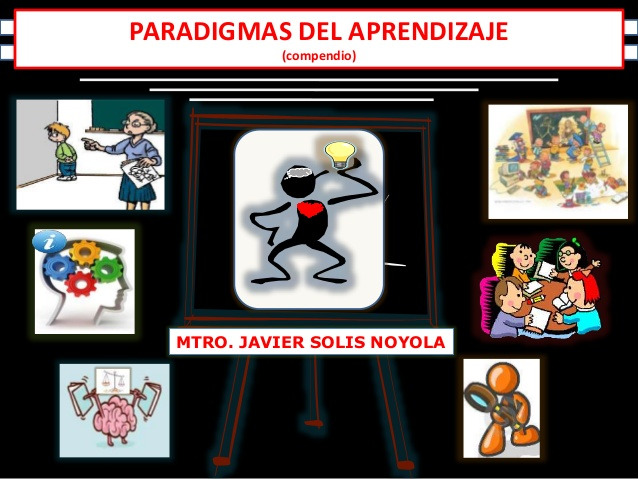 PARADIGMAS DEL APRENDIZAJE
(compendio)
i
MTRO. JAVIER SOLIS NOYOLA